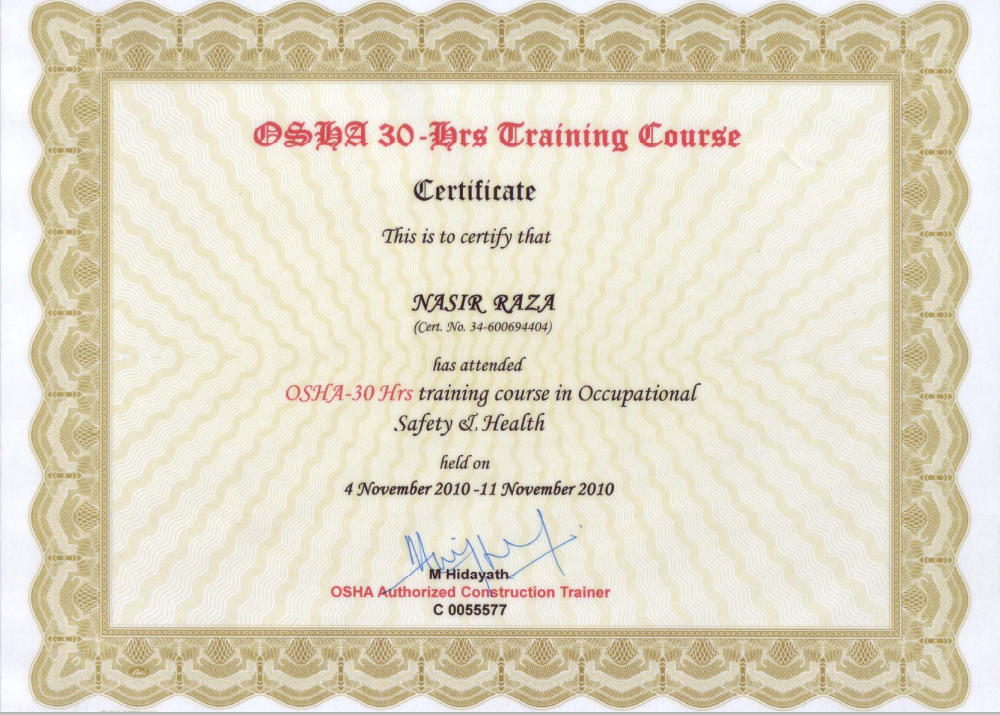 OSHA 30-Hrs Training Course
Certificate
This is to certify that
NASIR RAZA
(Cert. No. 34-600694404)
has attended
OSHA-30 Hrs training course in Occupational
Safety & Health
held on
4 November 2010 -11 November 2010
M Hidayath
OSHA Authorized Construction Trainer
C 0055577